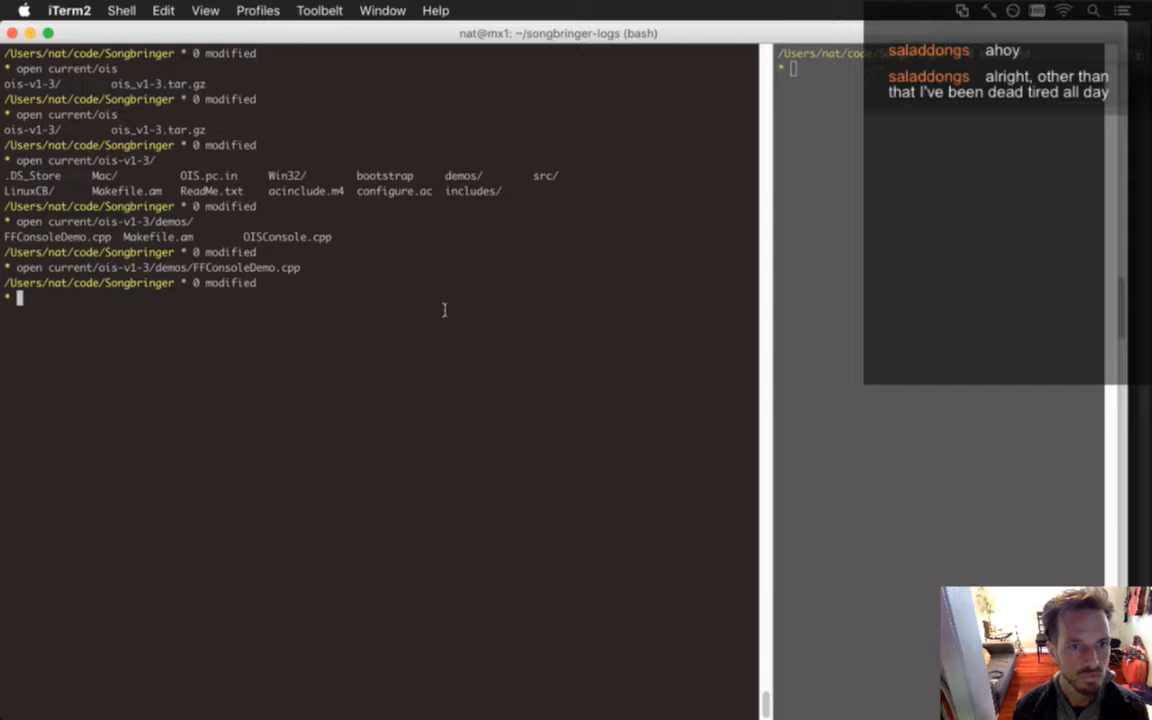 iTerm2 Shell Edit View Profiles Toolbelt Window Help
nat@mx1: ~/songbringer-logs (bash)
/Users/nat/code/Songbringer * 0 modified
* open current/ois
ois-v1-3/ ois_v1-3.tar.gz
/Users/nat/code/Songbringer * 0 modified
* open current/ois
ois-v1-3/ ois_v1-3.tar.gz
/Users/nat/code/Songbringer * 0 modified
* open current/ois-v1-3/
.DS_Store Mac/ OIS.pc.in Win32/ bootstrap demos/ src/
LinuxCB/ Makefile.am ReadMe.txt acinclude.m4 configure.ac includes/
/Users/nat/code/Songbringer * 0 modified
* open current/ois-v1-3/demos/
FFConsoleDemo.cpp Makefile.am OISConsole.cpp
/Users/nat/code/Songbringer * 0 modified
* open current/ois-v1-3/demos/FFConsoleDemo.cpp
/Users/nat/code/Songbringer * 0 modified
*
/Users/nat/code
*
saladdongs ahoy
saladdongs alright, other than
that I've been dead tired all day